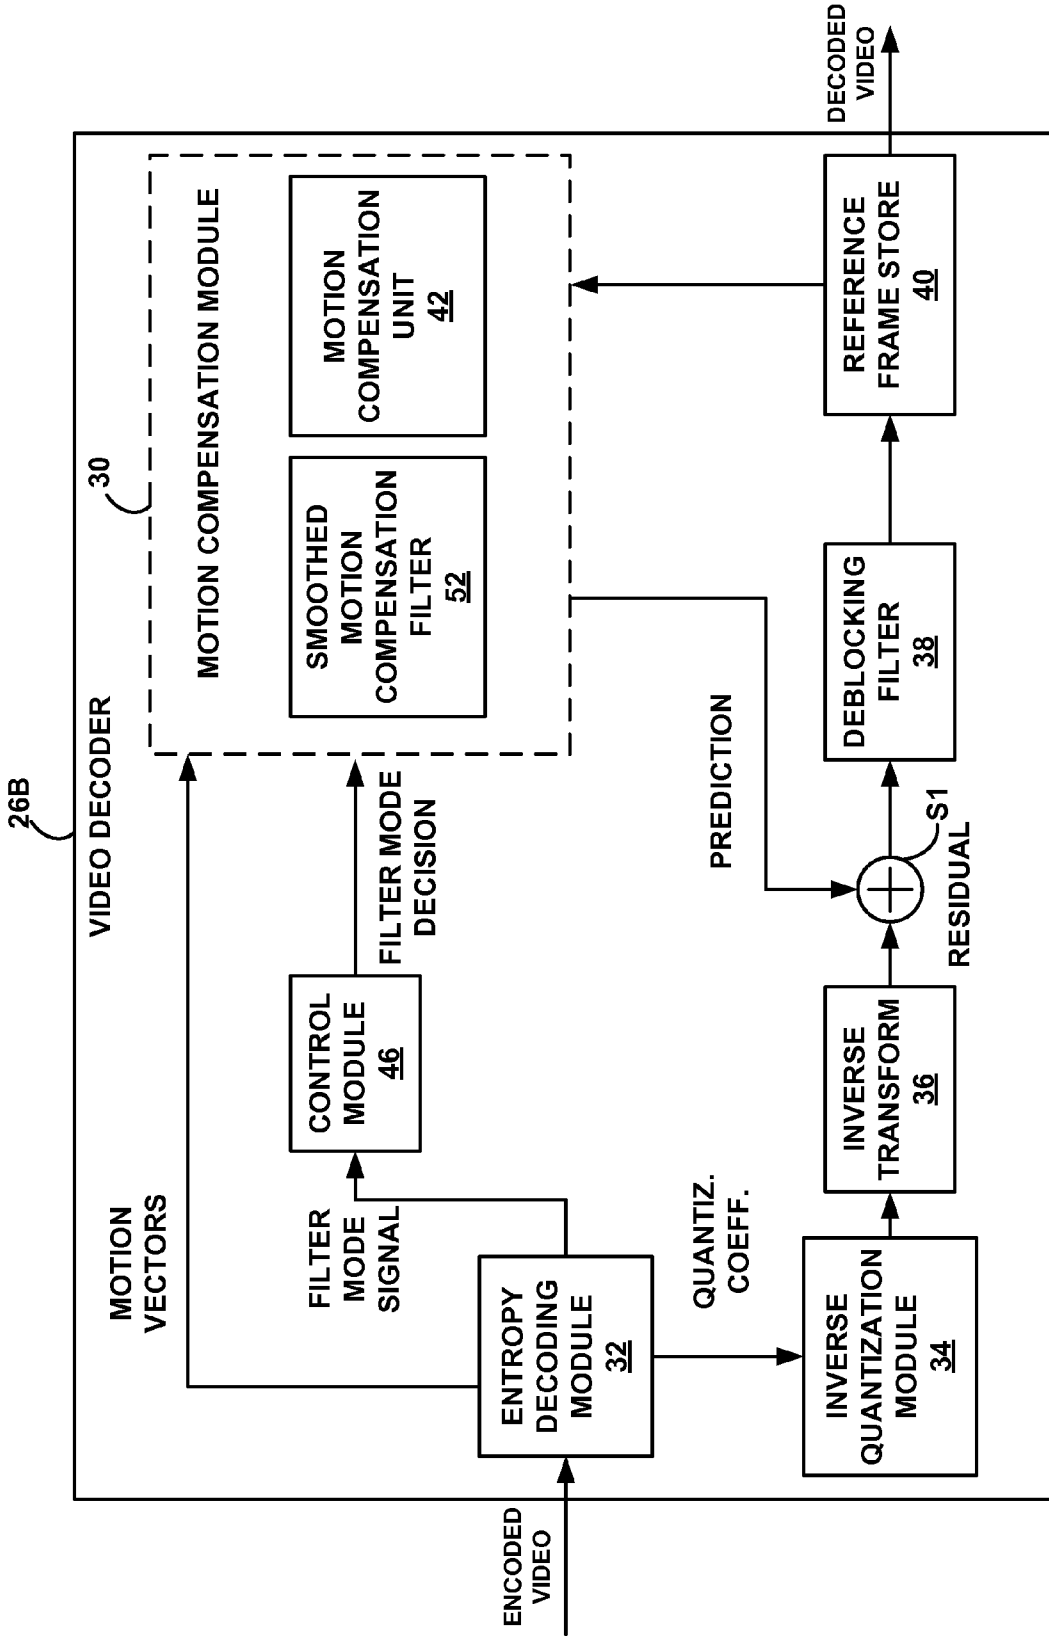 26B
VIDEO DECODER
30
MOTION COMPENSATION MODULE
MOTION
VECTORS
FILTER
MODE
SIGNAL
CONTROL
MODULE
46
FILTER MODE
DECISION
SMOOTHED
MOTION
COMPENSATION
FILTER
52
MOTION
COMPENSATION
UNIT
42
ENCODED
VIDEO
ENTROPY
DECODING
MODULE
32
QUANTIZ.
COEFF.
PREDICTION
INVERSE
QUANTIZATION
MODULE
34
INVERSE
TRANSFORM
36
S1
RESIDUAL
DEBLOCKING
FILTER
38
REFERENCE
FRAME STORE
40
DECODED
VIDEO